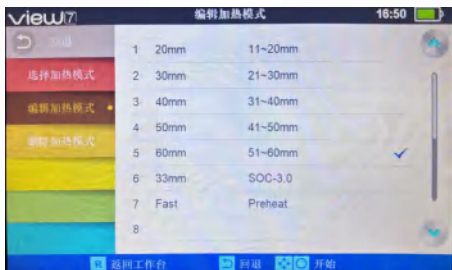 VIEW7 编辑加热模式 16:50
回退
选择加热模式
编辑加热模式
删除加热模式
1 20mm 11~20mm
2 30mm 21~30mm
3 40mm 31~40mm
4 50mm 41~50mm
5 60mm 51~60mm
6 33mm SOC-3.0
7 Fast Preheat
8
R 返回工作台 回退 开始